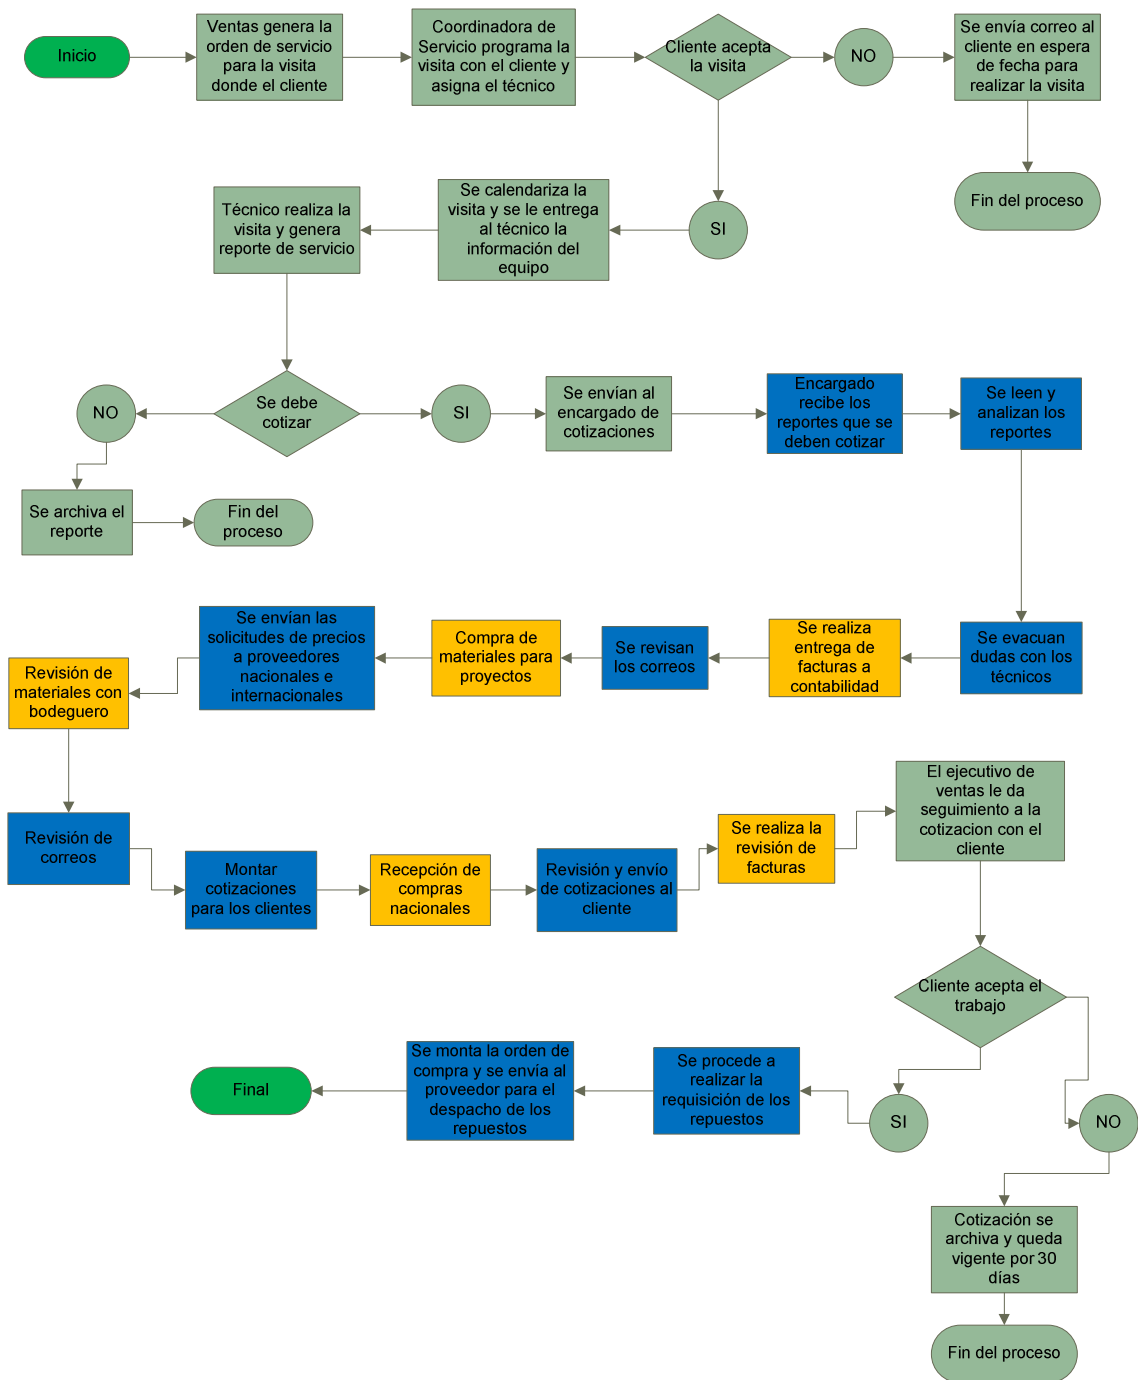 Inicio
Ventas genera la
orden de servicio
para la visita
donde el cliente
Coordinadora de
Servicio programa la
visita con el cliente y
asigna el técnico
Cliente acepta
la visita
NO
Se envía correo al
cliente en espera
de fecha para
realizar la visita
Fin del proceso
SI
Se calendariza la
visita y se le entrega
al técnico la
información del
equipo
Técnico realiza la
visita y genera
reporte de servicio
Se debe
cotizar
NO
Se archiva el
reporte
Fin del
proceso
SI
Se envían al
encargado de
cotizaciones
Encargado
recibe los
reportes que se
deben cotizar
Se leen y
analizan los
reportes
Se evacuan
dudas con los
técnicos
Se realiza
entrega de
facturas a
contabilidad
Se revisan
los correos
Compra de
materiales para
proyectos
Se envían las
solicitudes de precios
a proveedores
nacionales e
internacionales
Revisión de
materiales con
bodeguero
Revisión de
correos
Montar
cotizaciones
para los clientes
Recepción de
compras
nacionales
Revisión y envío
de cotizaciones al
cliente
Se realiza la
revisión de
facturas
El ejecutivo de
ventas le da
seguimiento a la
cotizacion con el
cliente
Cliente acepta el
trabajo
SI
Se procede a
realizar la
requisición de los
repuestos
Se monta la orden de
compra y se envía al
proveedor para el
despacho de los
repuestos
Final
NO
Cotización se
archiva y queda
vigente por 30
días
Fin del proceso